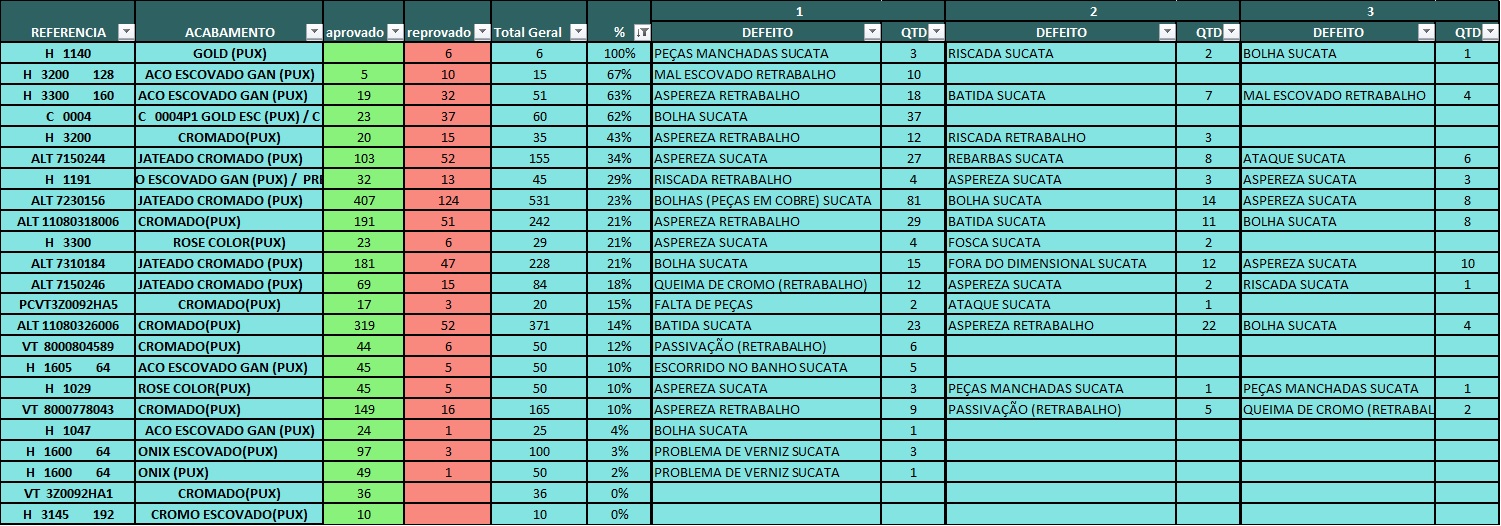 1 2 3
REFERENCIA ACABAMENTO aprovado reprovado Total Geral % DEFEITO QTD DEFEITO QTD DEFEITO QTD
H 1140 GOLD (PUX) 6 6 100% PEÇAS MANCHADAS SUCATA 3 RISCADA SUCATA 2 BOLHA SUCATA 1
H 3200 128 ACO ESCOVADO GAN (PUX) 5 10 15 67% MAL ESCOVADO RETRABALHO 10
H 3300 160 ACO ESCOVADO GAN (PUX) 19 32 51 63% ASPEREZA RETRABALHO 18 BATIDA SUCATA 7 MAL ESCOVADO RETRABALHO 4
C 0004 C 0004P1 GOLD ESC (PUX) / C 23 37 60 62% BOLHA SUCATA 37
H 3200 CROMADO(PUX) 20 15 35 43% ASPEREZA RETRABALHO 12 RISCADA RETRABALHO 3
ALT 7150244 JATEADO CROMADO (PUX) 103 52 155 34% ASPEREZA SUCATA 27 REBARBAS SUCATA 8 ATAQUE SUCATA 6
H 1191 O ESCOVADO GAN (PUX) / PRI 32 13 45 29% RISCADA RETRABALHO 4 ASPEREZA SUCATA 3 ASPEREZA SUCATA 3
ALT 7230156 JATEADO CROMADO (PUX) 407 124 531 23% BOLHAS (PEÇAS EM COBRE) SUCATA 81 BOLHA SUCATA 14 ASPEREZA SUCATA 8
ALT 11080318006 CROMADO(PUX) 191 51 242 21% ASPEREZA RETRABALHO 29 BATIDA SUCATA 11 BOLHA SUCATA 8
H 3300 ROSE COLOR(PUX) 23 6 29 21% ASPEREZA SUCATA 4 FOSCA SUCATA 2
ALT 7310184 JATEADO CROMADO (PUX) 181 47 228 21% BOLHA SUCATA 15 FORA DO DIMENSIONAL SUCATA 12 ASPEREZA SUCATA 10
ALT 7150246 JATEADO CROMADO (PUX) 69 15 84 18% QUEIMA DE CROMO (RETRABALHO) 12 ASPEREZA SUCATA 2 RISCADA SUCATA 1
PCVT3Z0092HA5 CROMADO(PUX) 17 3 20 15% FALTA DE PEÇAS 2 ATAQUE SUCATA 1
ALT 11080326006 CROMADO(PUX) 319 52 371 14% BATIDA SUCATA 23 ASPEREZA RETRABALHO 22 BOLHA SUCATA 4
VT 8000804589 CROMADO(PUX) 44 6 50 12% PASSIVAÇÃO (RETRABALHO) 6
H 1605 64 ACO ESCOVADO GAN (PUX) 45 5 50 10% ESCORRIDO NO BANHO SUCATA 5
H 1029 ROSE COLOR(PUX) 45 5 50 10% ASPEREZA SUCATA 3 PEÇAS MANCHADAS SUCATA 1 PEÇAS MANCHADAS SUCATA 1
VT 8000778043 CROMADO(PUX) 149 16 165 10% ASPEREZA RETRABALHO 9 PASSIVAÇÃO (RETRABALHO) 5 QUEIMA DE CROMO (RETRABAL 2
H 1047 ACO ESCOVADO GAN (PUX) 24 1 25 4% BOLHA SUCATA 1
H 1600 64 ONIX ESCOVADO(PUX) 97 3 100 3% PROBLEMA DE VERNIZ SUCATA 3
H 1600 64 ONIX (PUX) 49 1 50 2% PROBLEMA DE VERNIZ SUCATA 1
VT 3Z0092HA1 CROMADO(PUX) 36 36 0%
H 3145 192 CROMO ESCOVADO(PUX) 10 10 0%